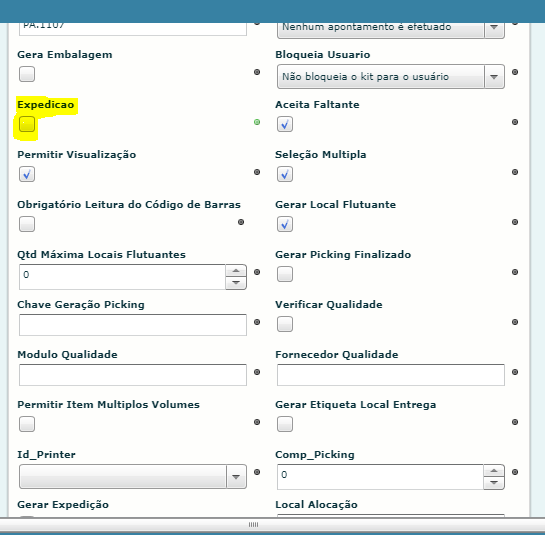 PA.1107
Nenhum apontamento é efetuado
Gera Embalagem
Bloqueia Usuario
Não bloqueia o kit para o usuário
Expedicao
Aceita Faltante
Permitir Visualização
Seleção Multipla
Obrigatório Leitura do Código de Barras
Gerar Local Flutuante
Qtd Máxima Locais Flutuantes
Gerar Picking Finalizado
0
Chave Geração Picking
Verificar Qualidade
Modulo Qualidade
Fornecedor Qualidade
Permitir Item Multiplos Volumes
Gerar Etiqueta Local Entrega
Id_Printer
Comp_Picking
0
Gerar Expedição
Local Alocação